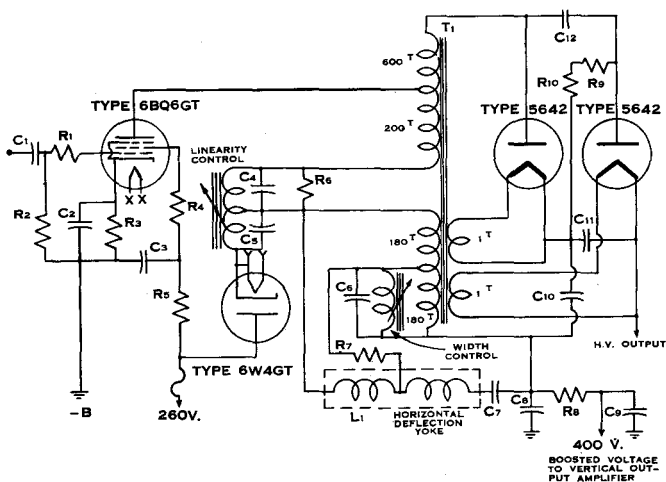 T1
C12
600 T
R10
R9
TYPE 6BQ6GT
TYPE 5642
TYPE 5642
C1
R1
LINEARITY
CONTROL
200 T
X X
C4
R6
R2
C2
R3
R4
C3
C5
180 T
1 T
C11
R5
C6
180 T
1 T
C10
TYPE 6W4GT
R7
WIDTH
CONTROL
H.V. OUTPUT
-B
260V.
L1
HORIZONTAL
DEFLECTION
YOKE
C7
C8
R8
C9
400 V.
BOOSTED VOLTAGE
TO VERTICAL OUT-
PUT AMPLIFIER